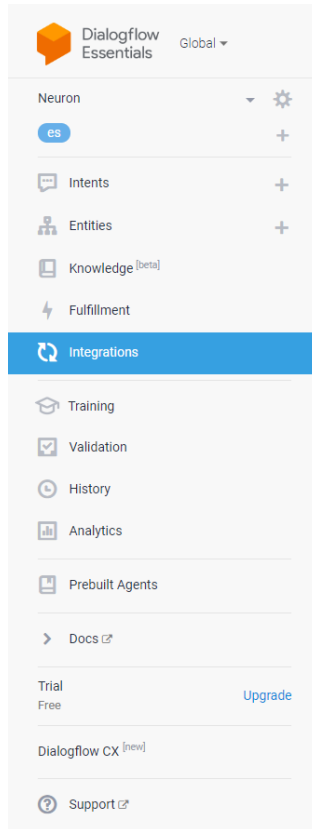 Dialogflow
Essentials
Global
Neuron
es
Intents
Entities
Knowledge [beta]
Fulfillment
Integrations
Training
Validation
History
Analytics
Prebuilt Agents
Docs
Trial
Free
Upgrade
Dialogflow CX [new]
Support